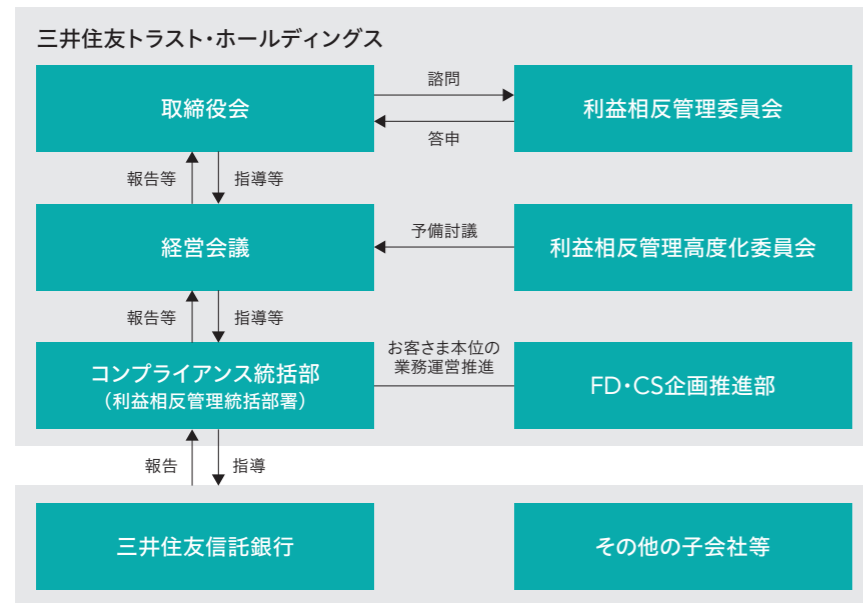 三井住友トラスト・ホールディングス
取締役会
諮問
答申
利益相反管理委員会
報告等
指導等
経営会議
予備討議
利益相反管理高度化委員会
報告等
指導等
コンプライアンス統括部
（利益相反管理統括部署）
お客さま本位の
業務運営推進
FD・CS企画推進部
報告
指導
三井住友信託銀行
その他の子会社等